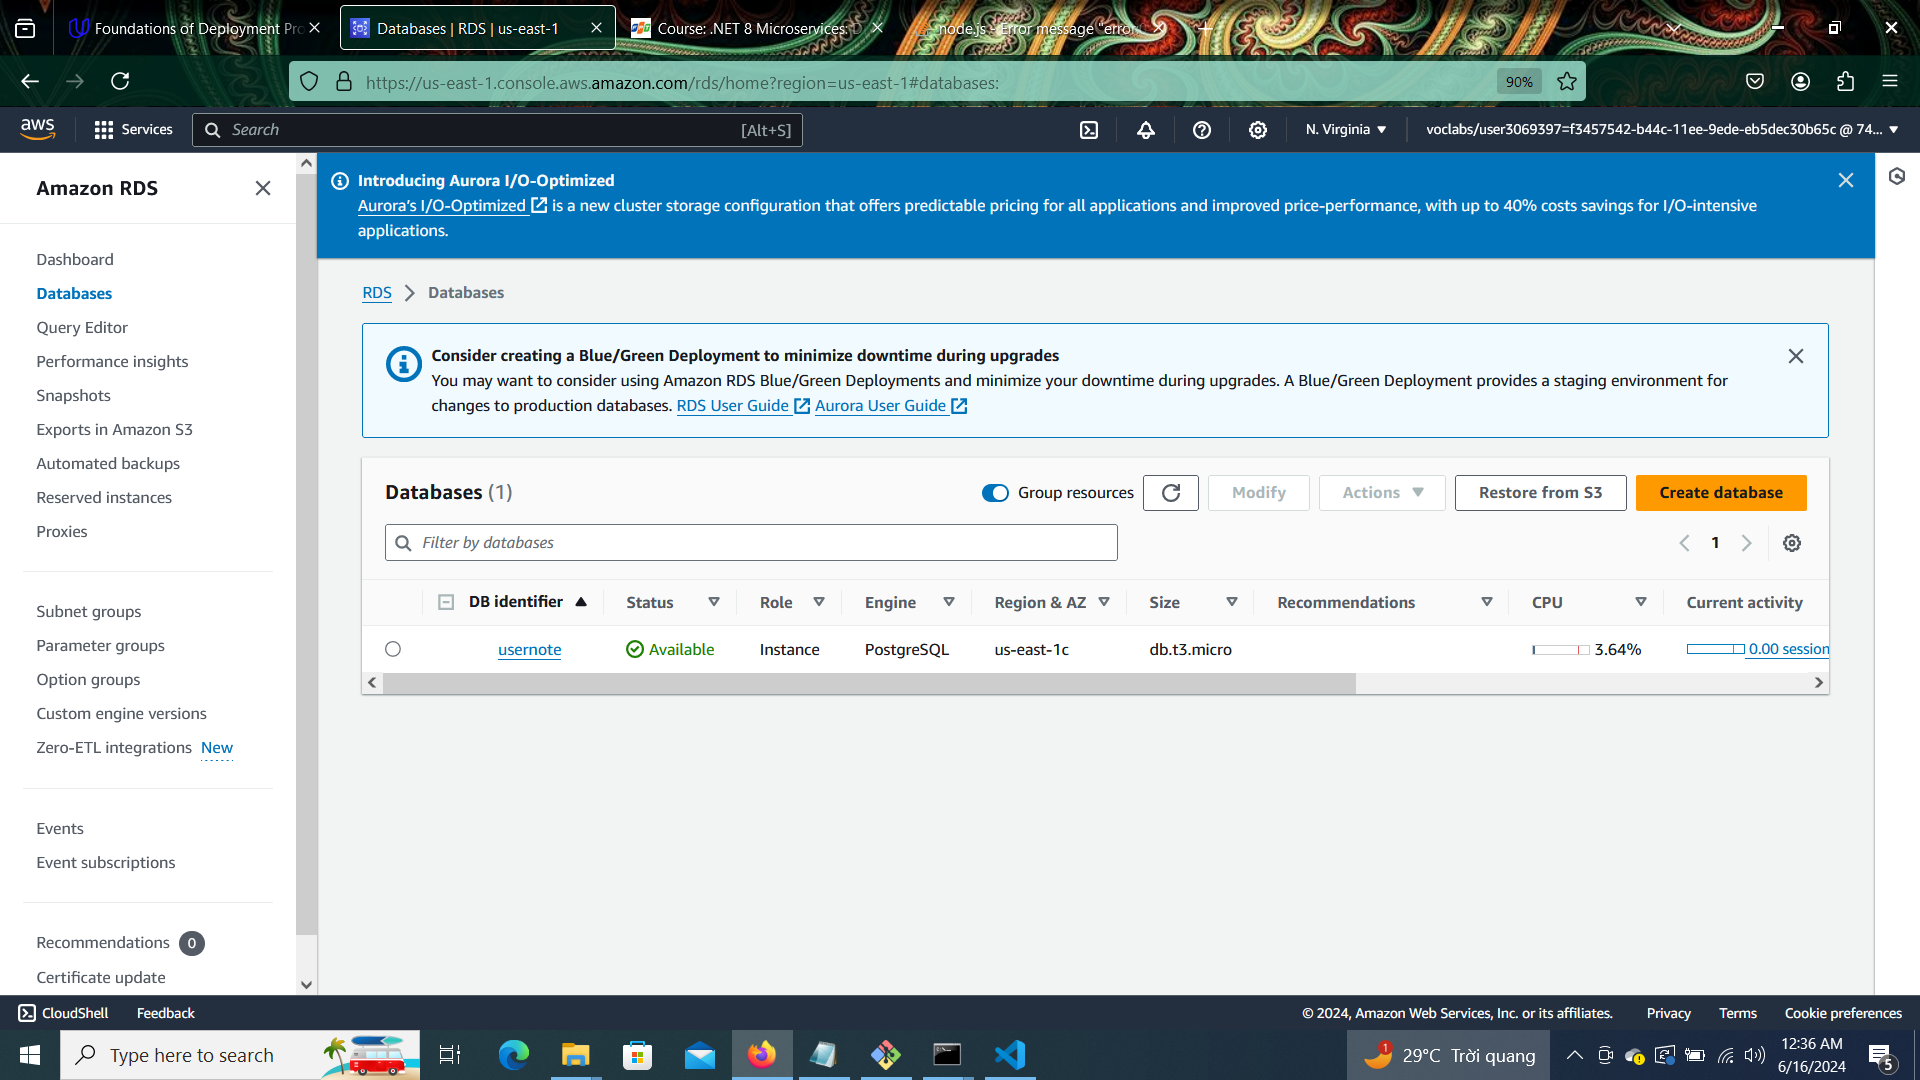 Foundations of Deployment Pro
Databases | RDS | us-east-1
Course: .NET 8 Microservices: D
node.js - Error message "error:
https://us-east-1.console.aws.amazon.com/rds/home?region=us-east-1#databases:
90%
aws
Services
Search
[Alt+S]
N. Virginia
voclabs/user3069397=f3457542-b44c-11ee-9ede-eb5dec30b65c @ 74...
Amazon RDS
Dashboard
Databases
Query Editor
Performance insights
Snapshots
Exports in Amazon S3
Automated backups
Reserved instances
Proxies
Subnet groups
Parameter groups
Option groups
Custom engine versions
Zero-ETL integrations New
Events
Event subscriptions
Recommendations 0
Certificate update
Introducing Aurora I/O-Optimized
Aurora's I/O-Optimized is a new cluster storage configuration that offers predictable pricing for all applications and improved price-performance, with up to 40% costs savings for I/O-intensive
applications.
RDS > Databases
Consider creating a Blue/Green Deployment to minimize downtime during upgrades
You may want to consider using Amazon RDS Blue/Green Deployments and minimize your downtime during upgrades. A Blue/Green Deployment provides a staging environment for
changes to production databases. RDS User Guide Aurora User Guide
Databases (1)
Group resources
Modify
Actions
Restore from S3
Create database
Filter by databases
1
DB identifier Status Role Engine Region & AZ Size Recommendations CPU Current activity
usernote Available Instance PostgreSQL us-east-1c db.t3.micro 3.64% 0.00 session
CloudShell
Feedback
© 2024, Amazon Web Services, Inc. or its affiliates.
Privacy
Terms
Cookie preferences
Type here to search
1
29°C Trời quang
12:36 AM
6/16/2024
5